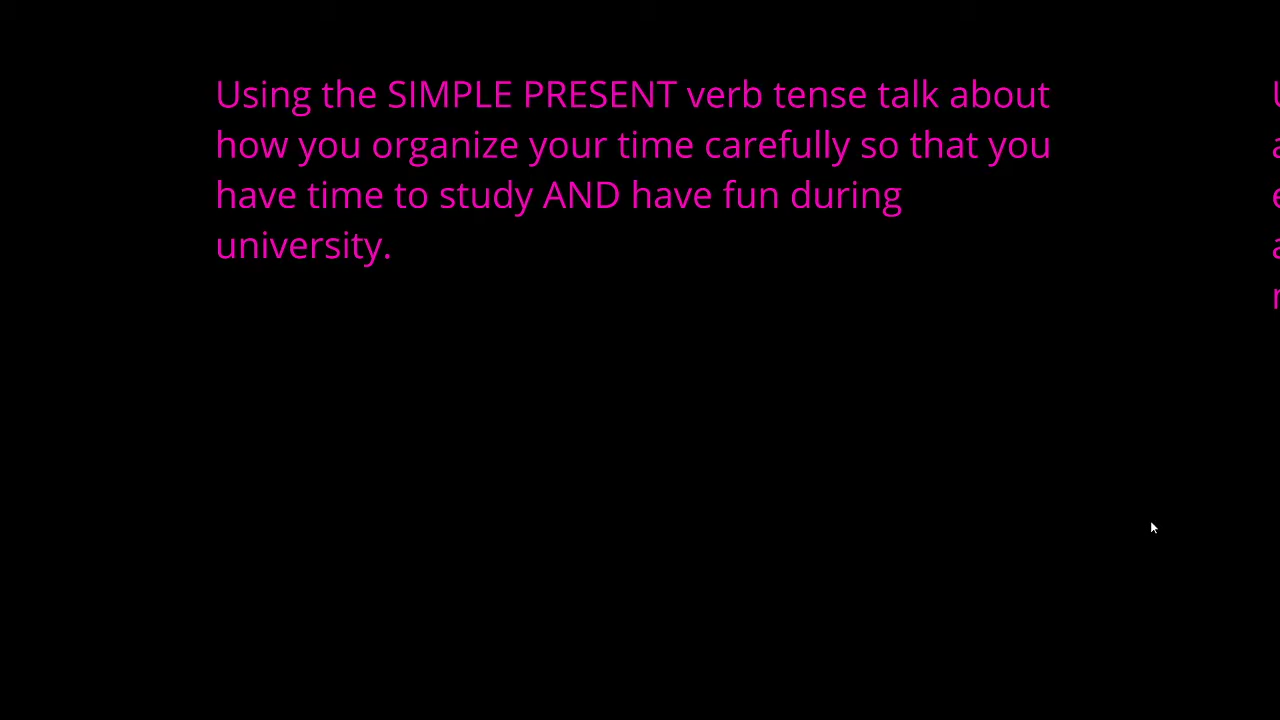 Using the SIMPLE PRESENT verb tense talk about
how you organize your time carefully so that you
have time to study AND have fun during
university.